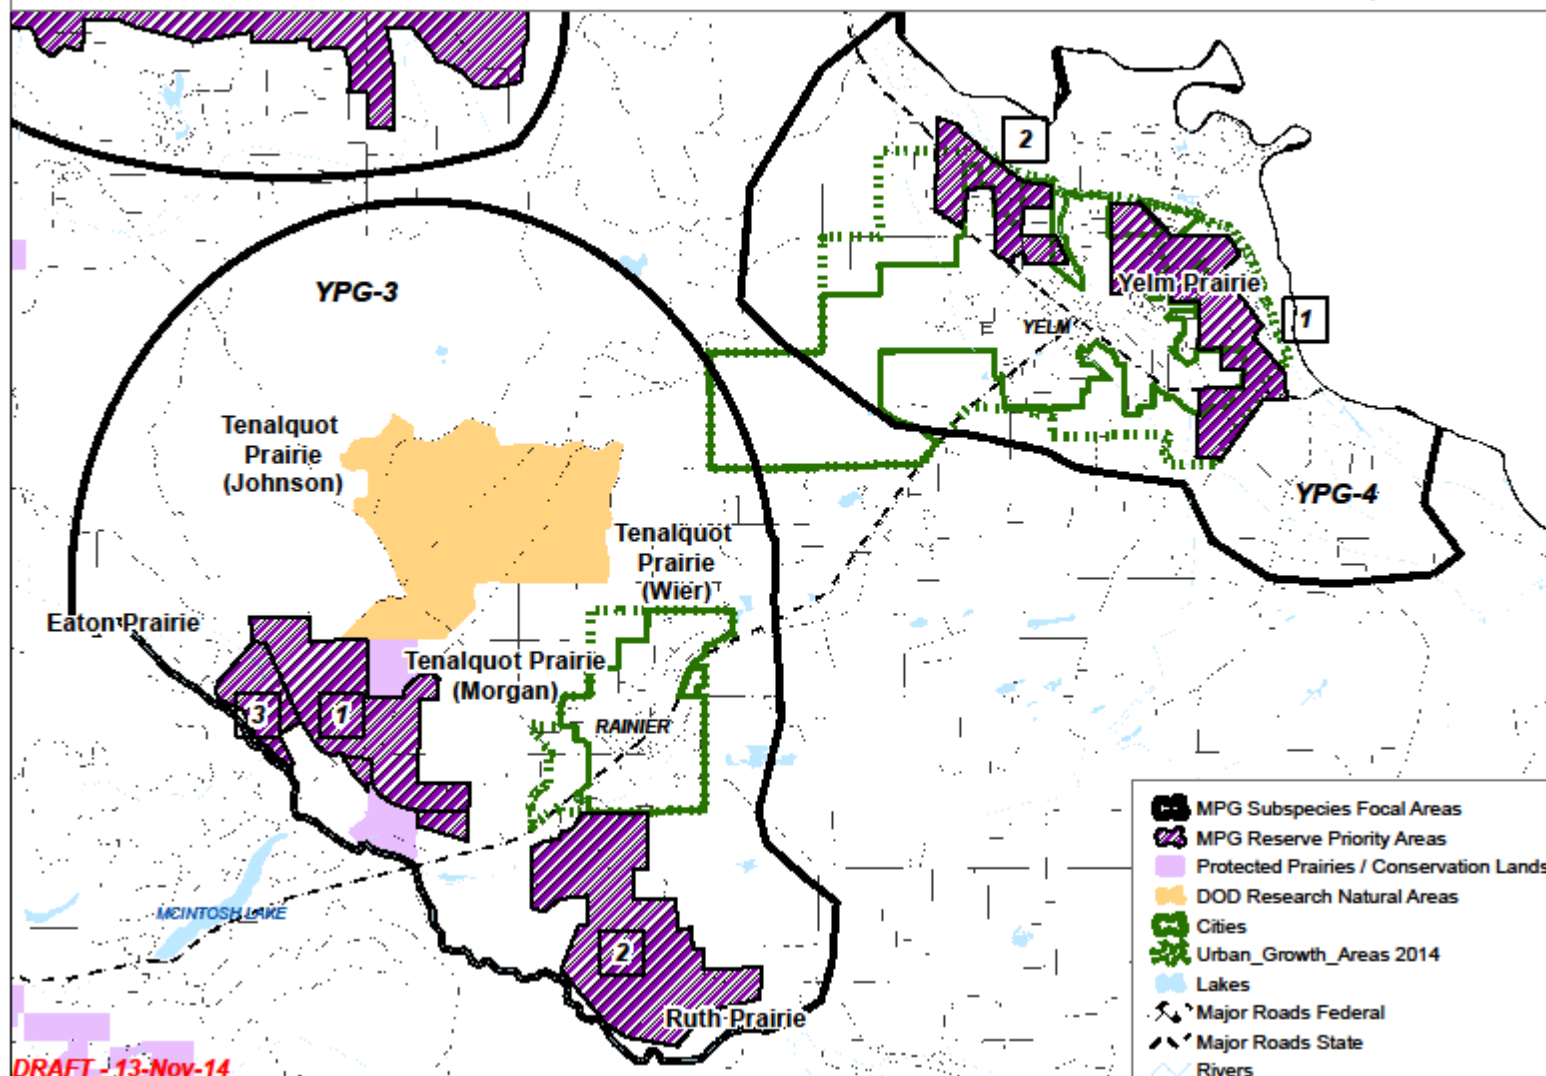 2
YPG-3
Yelm Prairie
1
YELM
Tenalquot
Prairie
(Johnson)
YPG-4
Tenalquot
Prairie
(Wier)
Eaton Prairie
Tenalquot Prairie
(Morgan)
3
1
RAINIER
MCINTOSH LAKE
2
Ruth Prairie
DRAFT - 13-Nov-14
MPG Subspecies Focal Areas
MPG Reserve Priority Areas
Protected Prairies / Conservation Lands
DOD Research Natural Areas
Cities
Urban_Growth_Areas 2014
Lakes
Major Roads Federal
Major Roads State
Rivers